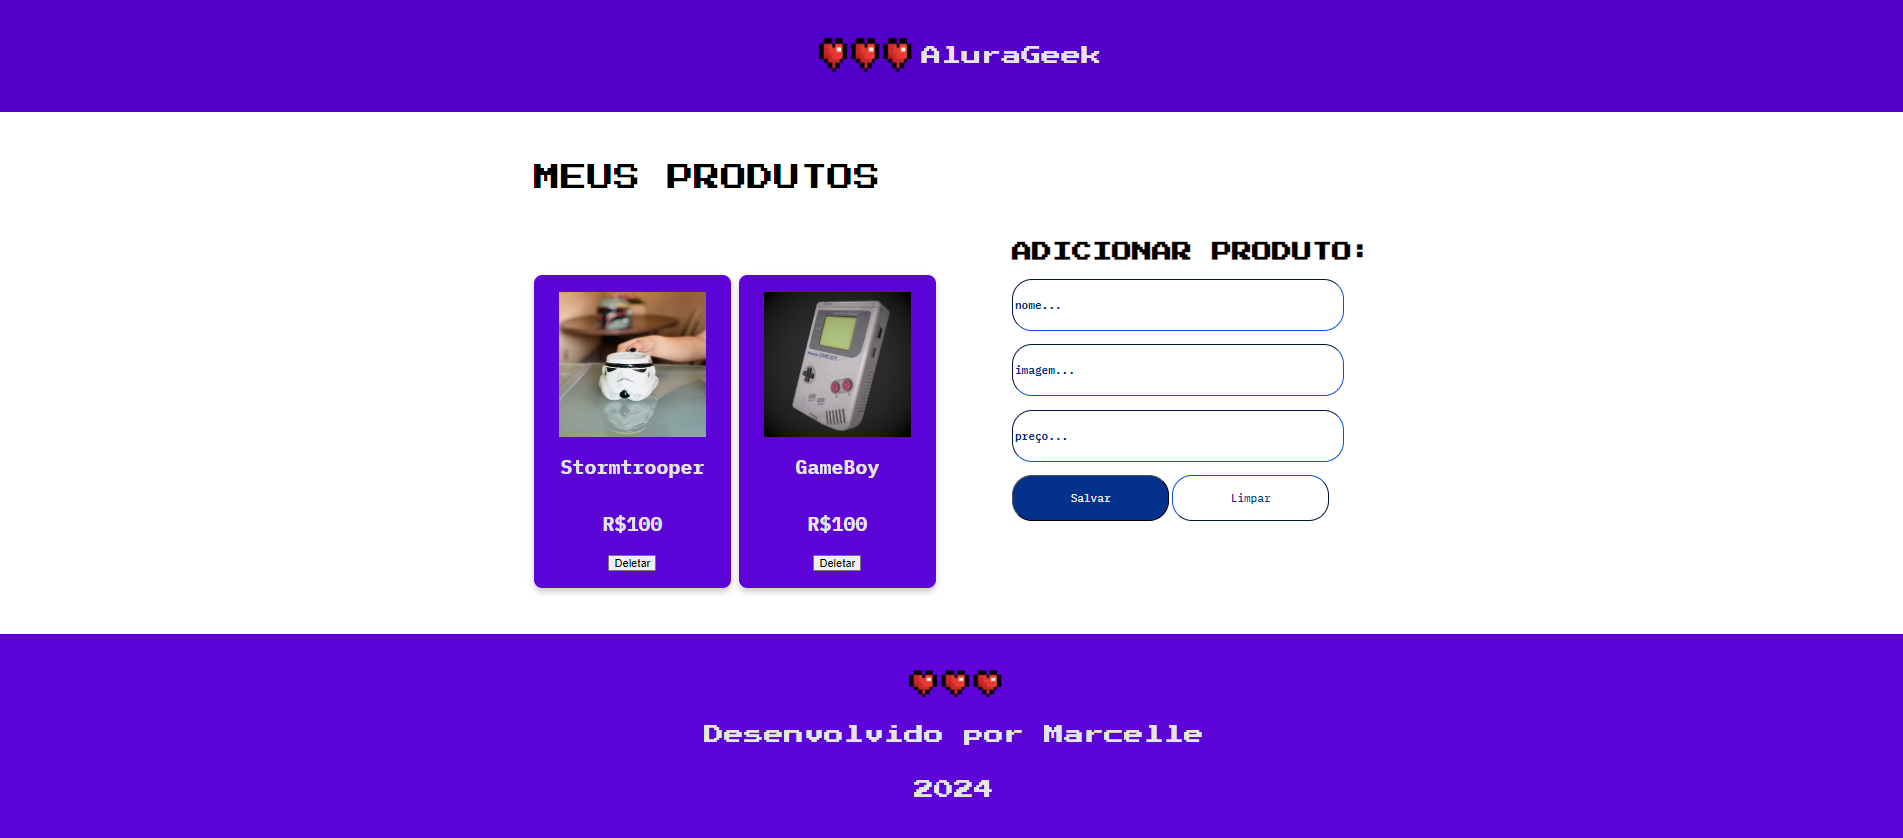 AluraGeek
MEUS PRODUTOS
ADICIONAR PRODUTO:
nome...
imagem...
preço...
Salvar Limpar
Stormtrooper
R$100
Deletar
GameBoy
R$100
Deletar
Desenvolvido por Marcelle
2024